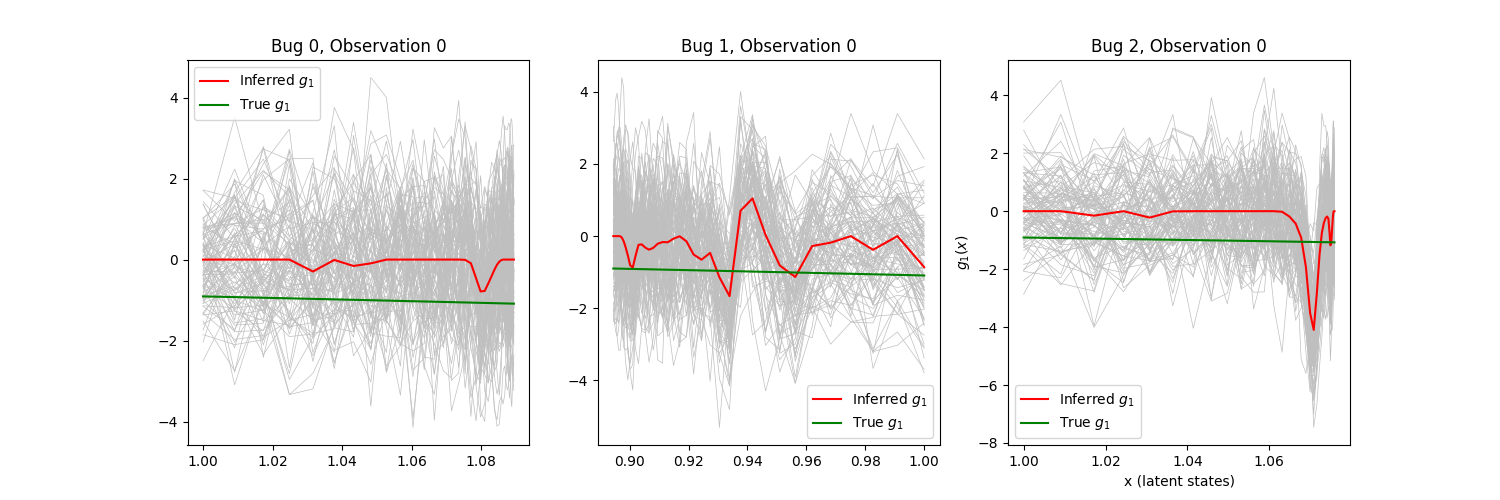 Bug 0, Observation 0
Inferred g₁
True g₁
4
2
0
−2
−4
1.00 1.02 1.04 1.06 1.08
Bug 1, Observation 0
4
2
0
−2
−4
Inferred g₁
True g₁
0.90 0.92 0.94 0.96 0.98 1.00
Bug 2, Observation 0
g₁(x)
4
2
0
−2
−4
−6
−8
Inferred g₁
True g₁
1.00 1.02 1.04 1.06
x (latent states)